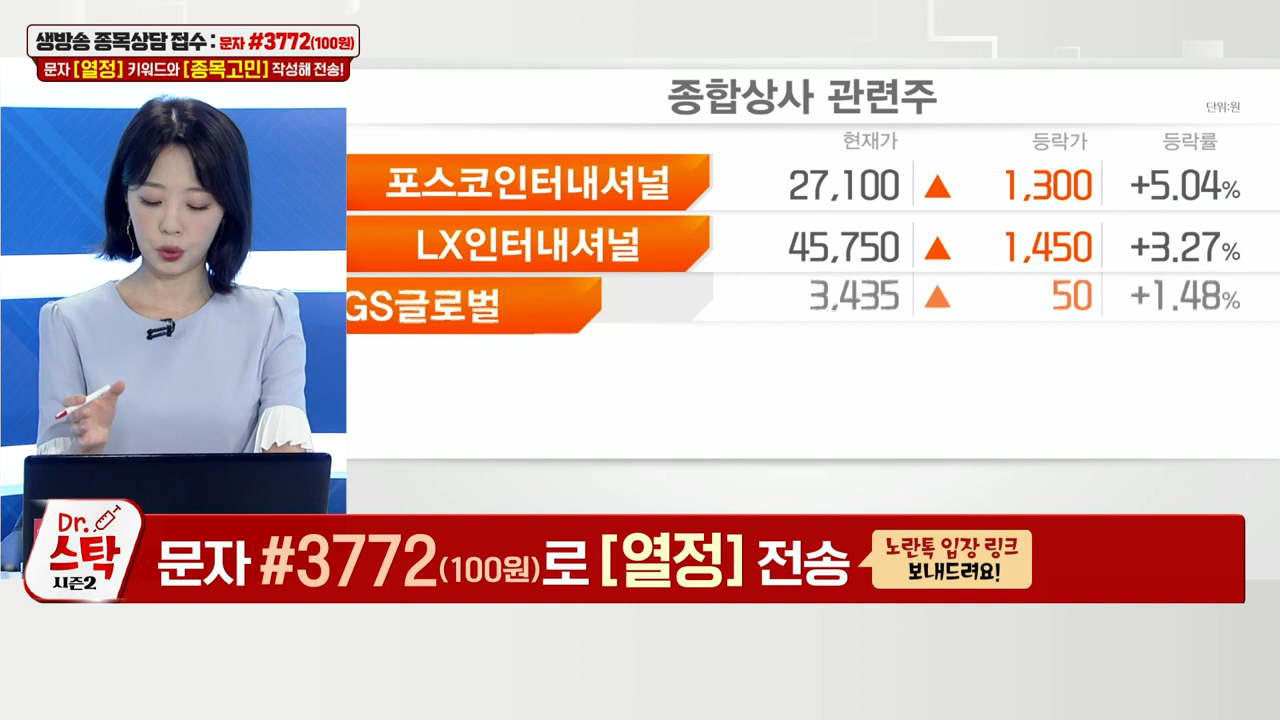 생방송 종목상담 접수 : 문자 #3772(100원)
문자 [열정] 키워드와 [종목고민] 작성해 전송!
종합상사 관련주
단위:원
현재가 등락가 등락률
포스코인터내셔널 27,100 ▲ 1,300 +5.04%
LX인터내셔널 45,750 ▲ 1,450 +3.27%
GS글로벌 3,435 ▲ 50 +1.48%
Dr.
스탁
시즌2
문자 #3772(100원)로 [열정] 전송
노란톡 입장 링크
보내드려요!